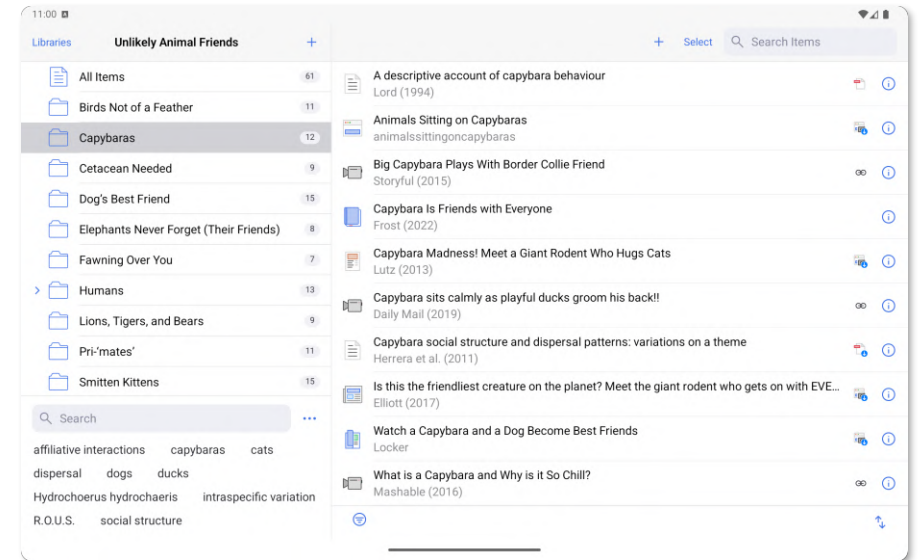 11:00
Libraries
Unlikely Animal Friends
Select
Search Items
All Items 61
Birds Not of a Feather 11
Capybaras 12
Cetacean Needed 9
Dog's Best Friend 15
Elephants Never Forget (Their Friends) 8
Fawning Over You 7
Humans 13
Lions, Tigers, and Bears 9
Pri-'mates' 11
Smitten Kittens 15
Search
affiliative interactions capybaras cats
dispersal dogs ducks
Hydrochoerus hydrochaeris intraspecific variation
R.O.U.S. social structure
A descriptive account of capybara behaviour
Lord (1994)
Animals Sitting on Capybaras
animalssittingoncapybaras
Big Capybara Plays With Border Collie Friend
Storyful (2015)
Capybara Is Friends with Everyone
Frost (2022)
Capybara Madness! Meet a Giant Rodent Who Hugs Cats
Lutz (2013)
Capybara sits calmly as playful ducks groom his back!!
Daily Mail (2019)
Capybara social structure and dispersal patterns: variations on a theme
Herrera et al. (2011)
Is this the friendliest creature on the planet? Meet the giant rodent who gets on with EVE...
Elliott (2017)
Watch a Capybara and a Dog Become Best Friends
Locker
What is a Capybara and Why is it So Chill?
Mashable (2016)